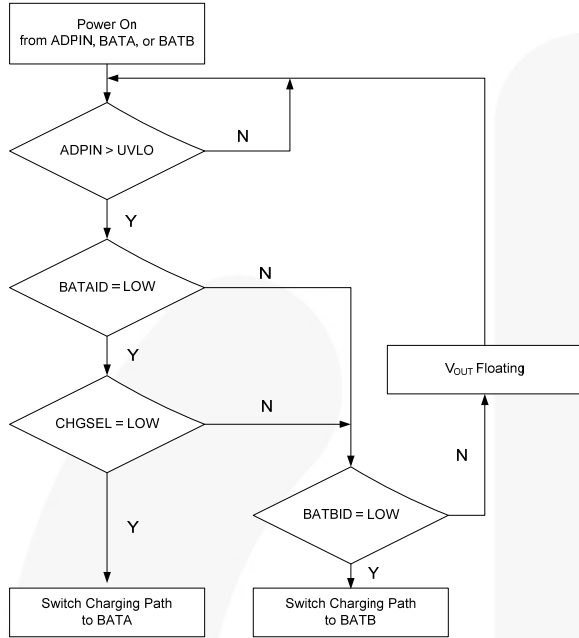 Power On
from ADPIN, BATA, or BATB
N
ADPIN > UVLO
Y
N
BATAID = LOW
Y
VOUT Floating
N
CHGSEL = LOW
N
Y
BATBID = LOW
Y
Switch Charging Path
to BATA
Switch Charging Path
to BATB